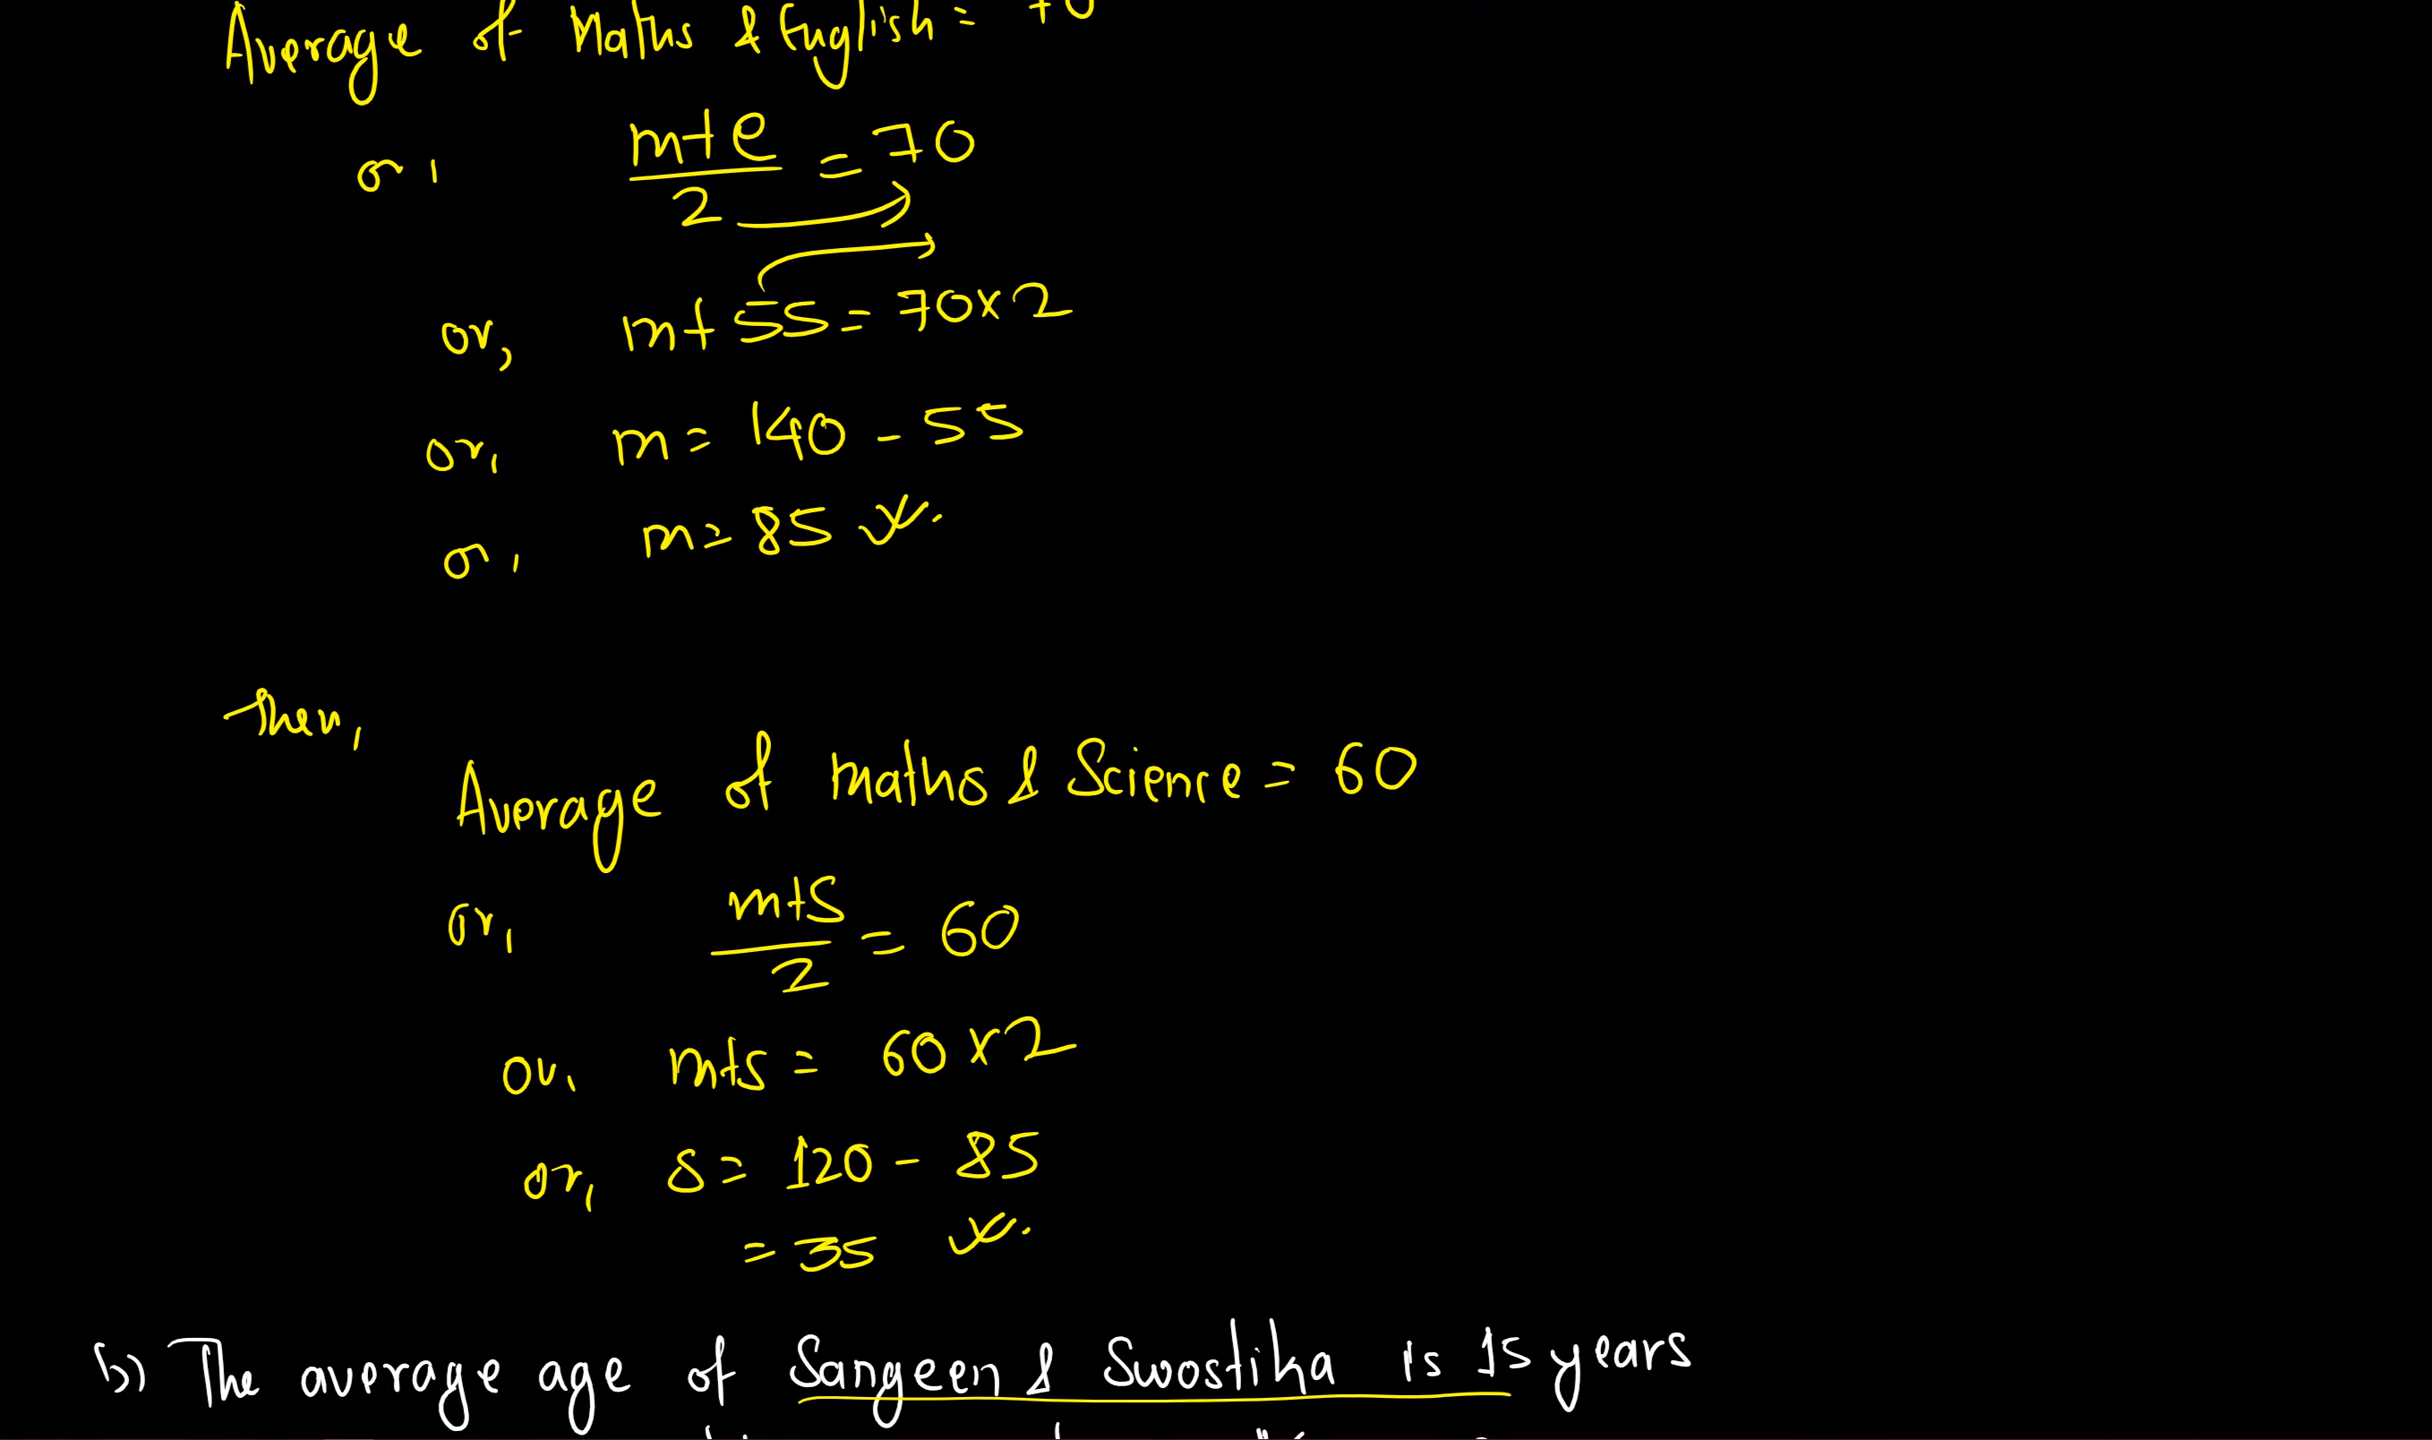 Average of Maths & English = 70
or, m+e/2 = 70
or, m+55=70×2
or, m= 140-55
or, m=85
Then,
Average of maths & Science = 60
or, m+s/2 = 60
or, m+s = 60×2
or, s= 120-85
= 35
b) The average age of Sangeen & Swostika is 15 years